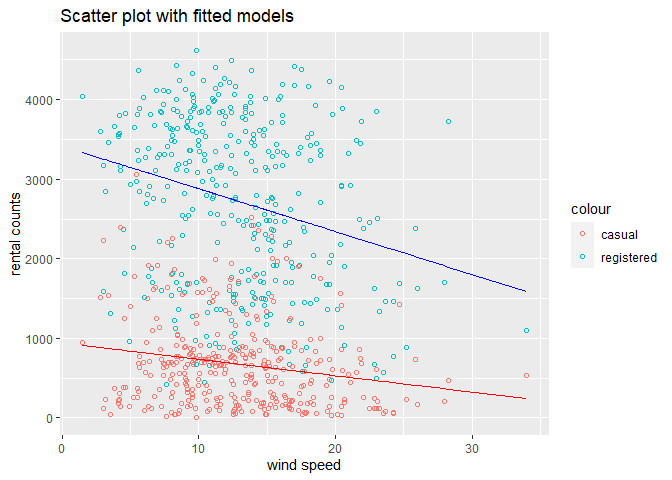 Scatter plot with fitted models
4000
3000
2000
1000
0
rental counts
0
10
20
30
wind speed
colour
casual
registered